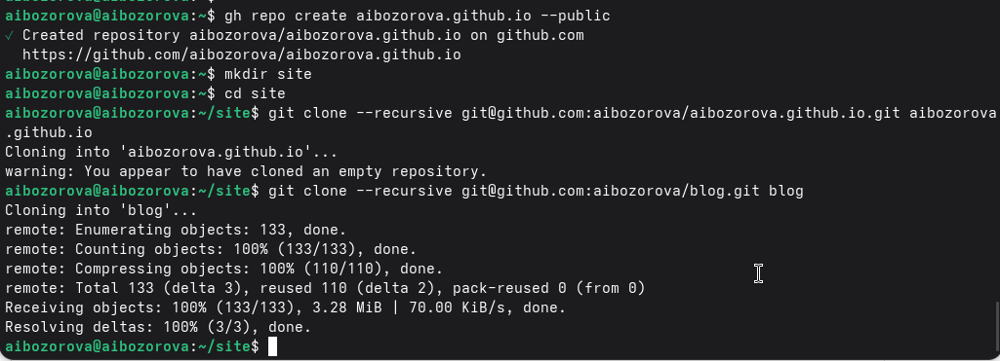 aibozorova@aibozorova:~$ gh repo create aibozorova.github.io --public
✓ Created repository aibozorova/aibozorova.github.io on github.com
  https://github.com/aibozorova/aibozorova.github.io
aibozorova@aibozorova:~$ mkdir site
aibozorova@aibozorova:~$ cd site
aibozorova@aibozorova:~/site$ git clone --recursive git@github.com:aibozorova/aibozorova.github.io.git aibozorova
.github.io
Cloning into 'aibozorova.github.io'...
warning: You appear to have cloned an empty repository.
aibozorova@aibozorova:~/site$ git clone --recursive git@github.com:aibozorova/blog.git blog
Cloning into 'blog'...
remote: Enumerating objects: 133, done.
remote: Counting objects: 100% (133/133), done.
remote: Compressing objects: 100% (110/110), done.
remote: Total 133 (delta 3), reused 110 (delta 2), pack-reused 0 (from 0)
Receiving objects: 100% (133/133), 3.28 MiB | 70.00 KiB/s, done.
Resolving deltas: 100% (3/3), done.
aibozorova@aibozorova:~/site$